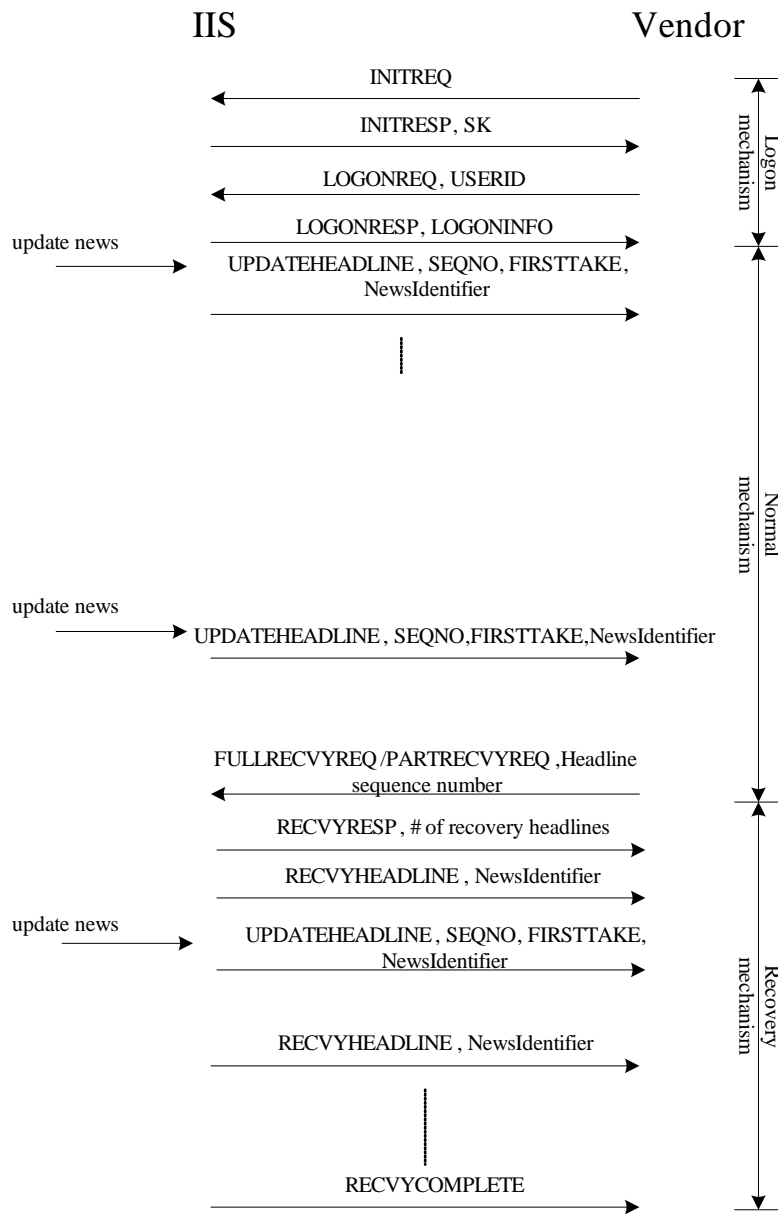 IIS
Vendor
INITREQ
INITRESP, SK
LOGONREQ, USERID
LOGONRESP, LOGONINFO
Logon
mechanism
update news
UPDATEHEADLINE, SEQNO, FIRSTTAKE,
NewsIdentifier
Normal
mechanism
update news
UPDATEHEADLINE, SEQNO,FIRSTTAKE,NewsIdentifier
FULLRECVYREQ/PARTRECVYREQ,Headline
sequence number
RECVYRESP, # of recovery headlines
RECVYHEADLINE, NewsIdentifier
update news
UPDATEHEADLINE, SEQNO, FIRSTTAKE,
NewsIdentifier
Recovery
mechanism
RECVYHEADLINE, NewsIdentifier
RECVYCOMPLETE